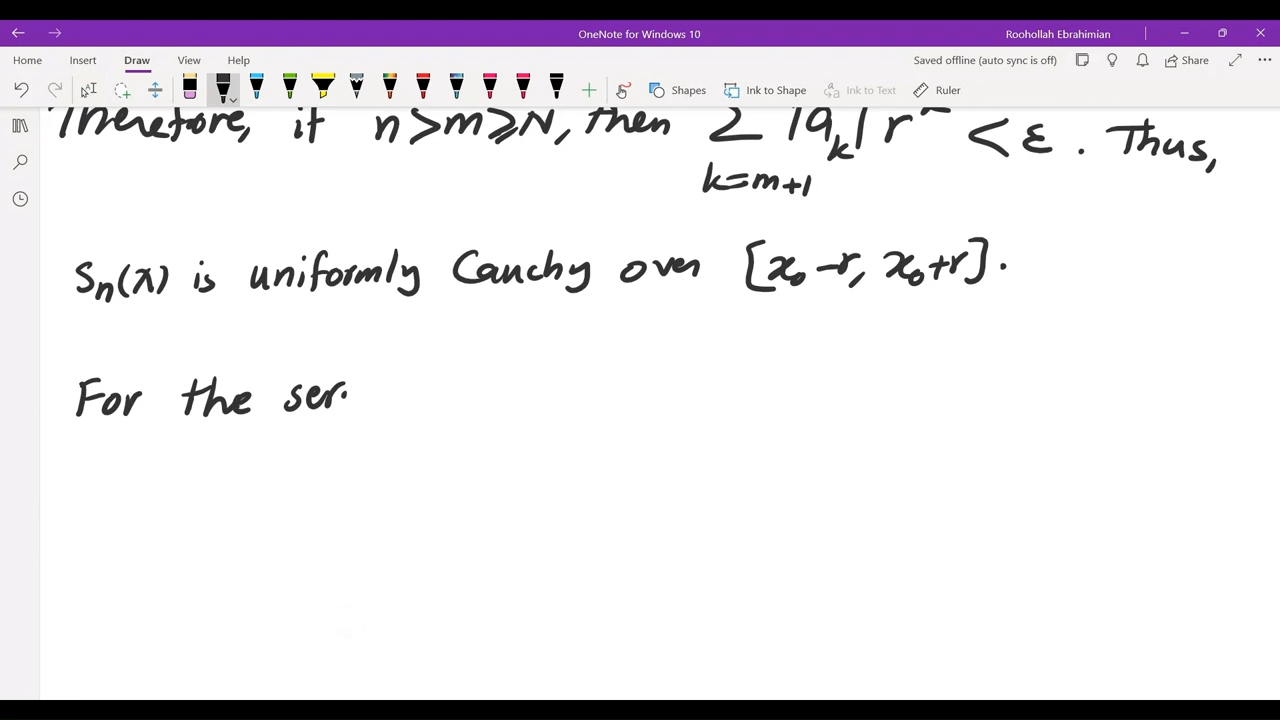 OneNote for Windows 10
Roohollah Ebrahimian
Home Insert Draw View Help
Saved offline (auto sync is off)
Share
Shapes
Ink to Shape
Ink to Text
Ruler
Therefore, if n>m⩾N, then ∑ |a_k| r^k < ε. Thus,
k=m+1
S_n(x) is uniformly Cauchy over [x_0-r, x_0+r].
For the ser